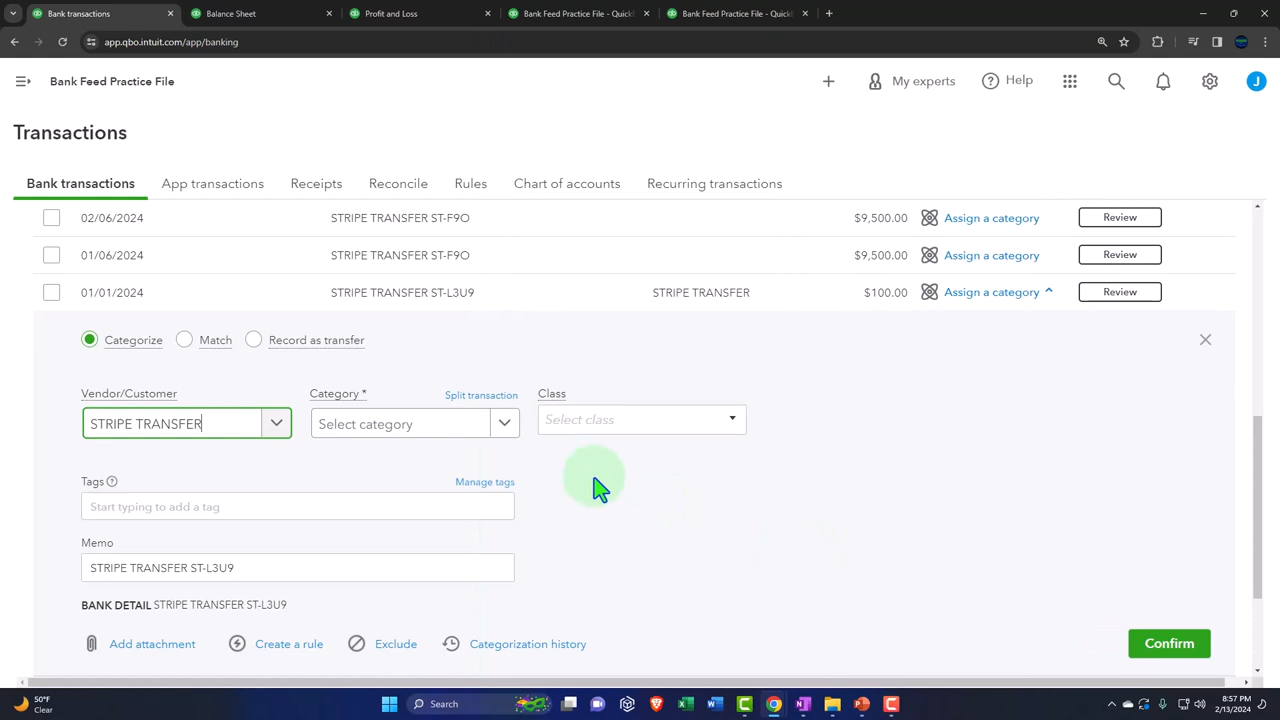 Bank transactions
Balance Sheet
Profit and Loss
Bank Feed Practice File - Quick
Bank Feed Practice File - Quick
app.qbo.intuit.com/app/banking
Bank Feed Practice File
My experts
Help
J
Transactions
Bank transactions
App transactions
Receipts
Reconcile
Rules
Chart of accounts
Recurring transactions
02/06/2024 STRIPE TRANSFER ST-F9O $9,500.00 Assign a category Review
01/06/2024 STRIPE TRANSFER ST-F9O $9,500.00 Assign a category Review
01/01/2024 STRIPE TRANSFER ST-L3U9 STRIPE TRANSFER $100.00 Assign a category Review
Categorize Match Record as transfer
Vendor/Customer Category * Split transaction Class
STRIPE TRANSFER Select category Select class
Tags Manage tags
Start typing to add a tag
Memo
STRIPE TRANSFER ST-L3U9
BANK DETAIL STRIPE TRANSFER ST-L3U9
Add attachment Create a rule Exclude Categorization history Confirm
50°F
Clear
Search
8:57 PM
2/13/2024